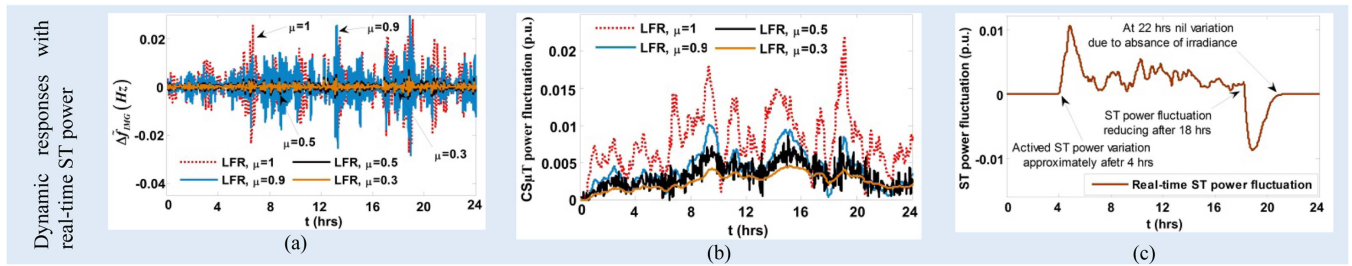 Dynamic responses with
real-time ST power
0.02
0
-0.02
-0.04
Δf̃IMG (Hz)
μ=1
μ=0.9
μ=0.5
μ=0.3
LFR, μ=1
LFR, μ=0.5
LFR, μ=0.9
LFR, μ=0.3
0 4 8 12 16 20 24
t (hrs)
(a)
CSμT power fluctuation (p.u.)
0.02
0.015
0.01
0.005
0
LFR, μ=1
LFR, μ=0.5
LFR, μ=0.9
LFR, μ=0.3
0 4 8 12 16 20 24
t (hrs)
(b)
ST power fluctuation (p.u.)
0.01
0
-0.01
At 22 hrs nil variation
due to absence of irradiance
ST power fluctuation
reducing after 18 hrs
Actived ST power variation
approximately afetr 4 hrs
Real-time ST power fluctuation
0 4 8 12 16 20 24
t (hrs)
(c)